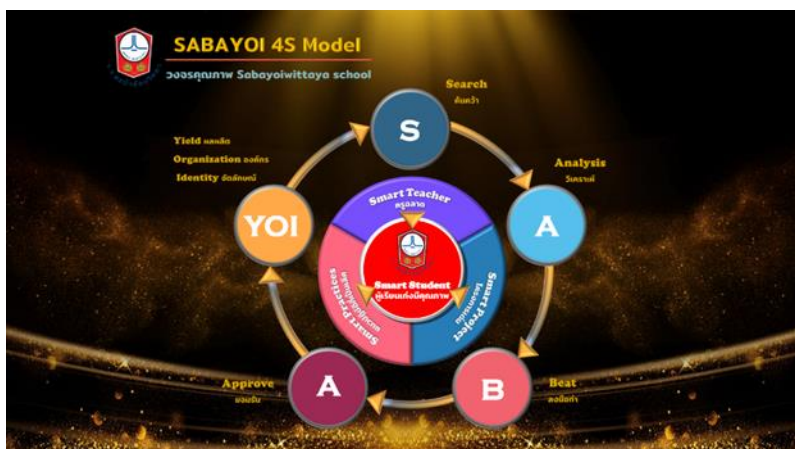 SABAYOI 4S Model
วงจรคุณภาพ Sabayoiwittaya school
Search
ค้นคว้า
S
Analysis
วิเคราะห์
A
Beat
ลงมือทำ
B
Approve
ยอมรับ
A
Yield ผลผลิต
Organization องค์กร
Identity อัตลักษณ์
YOI
Smart Teacher
ครูฉลาด
Smart Project
โครงการเด่น
Smart Practices
Smart Student
ผู้เรียนเก่งมีคุณภาพ